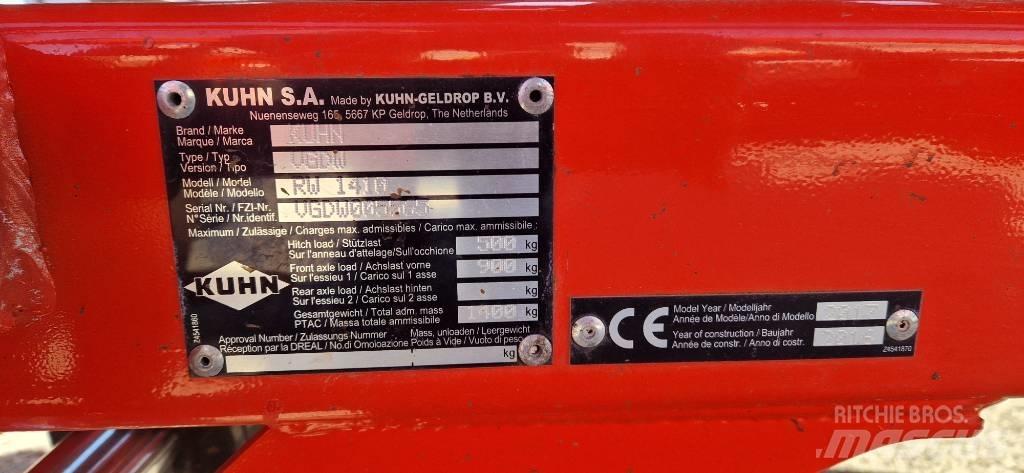 KUHN S.A. Made by KUHN-GELDROP B.V.
Nuenenseweg 165, 5667 KP Geldrop, The Netherlands
Brand / Marke
Marque / Marca
KUHN
Type / Typ
Version / Tipo
VGDW
Modell / Model
Modèle / Modello
RW 1410
Serial Nr. / FZI-Nr.
N° Série / Nr.identif.
Maximum / Zulässige / Charges max. admissibles / Carico max. ammissibile :
Hitch load / Stützlast
Sur l'anneau d'attelage/Sull'occhione
500 kg
Front axle load / Achslast vorne
Sur l'essieu 1 / Carico sul 1 asse
900 kg
Rear axle load / Achslast hinten
Sur l'essieu 2 / Carico sul 2 asse
kg
Gesamtgewicht / Total adm. mass
PTAC / Massa totale ammissibile
1400 kg
Approval Number / Zulassungs Nummer
Réception par la DREAL / No.di Omoiogazione
Mass, unloaden / Leergewicht
Poids à Vide / Vuoto di peso
kg
KUHN
Z4541860
CE
Model Year / Modelljahr
Année de Modèle/Anno di Modello
Year of construction / Baujahr
Année de constr. / Anno di costr.
Z4541870
RITCHIE BROS.